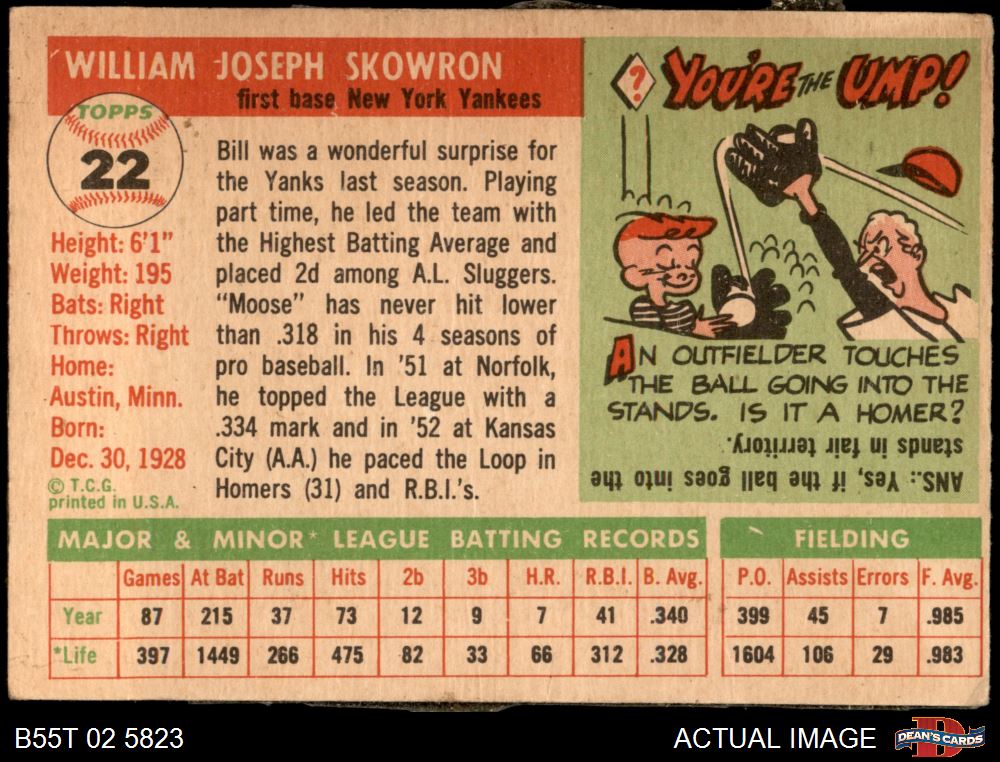 WILLIAM JOSEPH SKOWRON
first base New York Yankees
TOPPS
22
Height: 6'1"
Weight: 195
Bats: Right
Throws: Right
Home:
Austin, Minn.
Born:
Dec. 30, 1928
© T.C.G.
printed in U.S.A.
Bill was a wonderful surprise for
the Yanks last season. Playing
part time, he led the team with
the Highest Batting Average and
placed 2d among A.L. Sluggers.
"Moose" has never hit lower
than .318 in his 4 seasons of
pro baseball. In '51 at Norfolk,
he topped the League with a
.334 mark and in '52 at Kansas
City (A.A.) he paced the Loop in
Homers (31) and R.B.I.'s.
?
YOU'RE THE UMP!
AN OUTFIELDER TOUCHES
THE BALL GOING INTO THE
STANDS. IS IT A HOMER?
ANS.: Yes, if the ball goes into the
stands in fair territory.
MAJOR & MINOR* LEAGUE BATTING RECORDS
Games At Bat Runs Hits 2b 3b H.R. R.B.I. B. Avg.
Year 87 215 37 73 12 9 7 41 .340
*Life 397 1449 266 475 82 33 66 312 .328
FIELDING
P.O. Assists Errors F. Avg.
399 45 7 .985
1604 106 29 .983
B55T 02 5823
ACTUAL IMAGE
D
DEAN'S CARDS